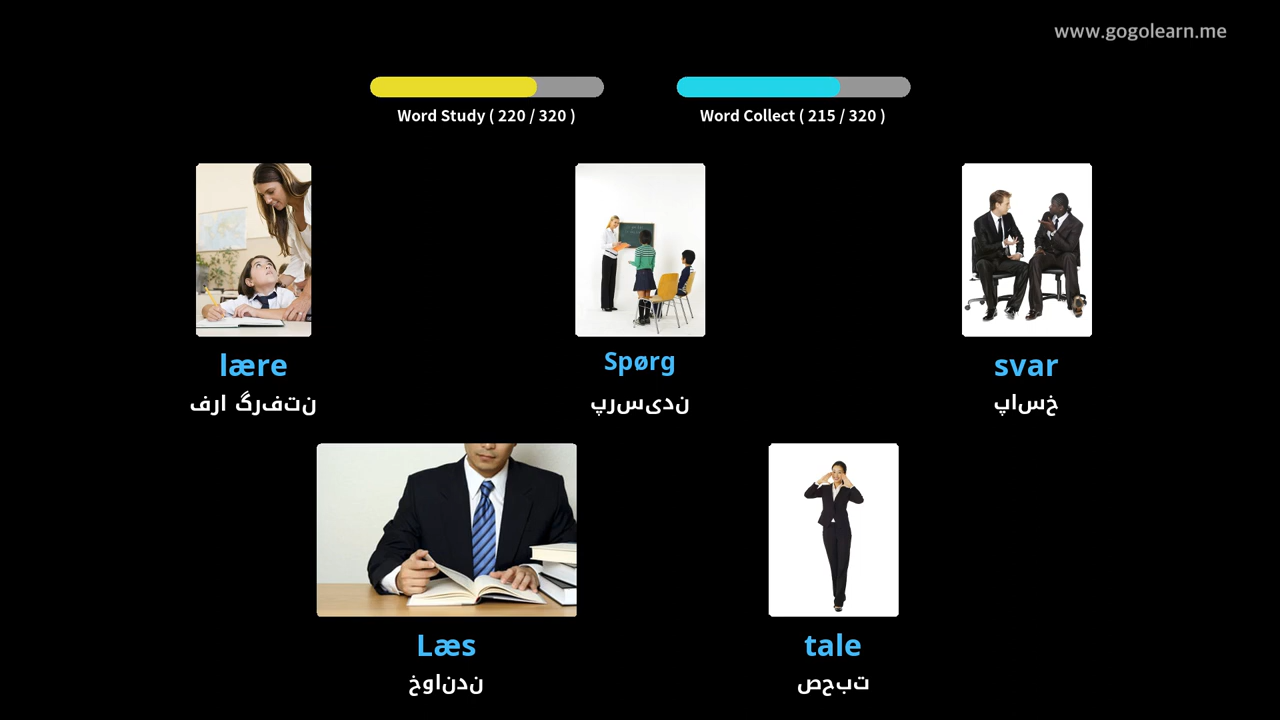 www.gogolearn.me
Word Study ( 220 / 320 )
Word Collect ( 215 / 320 )
lære
فرا گرفتن
Spørg
پرسیدن
svar
پاسخ
Læs
خواندن
tale
صحبت